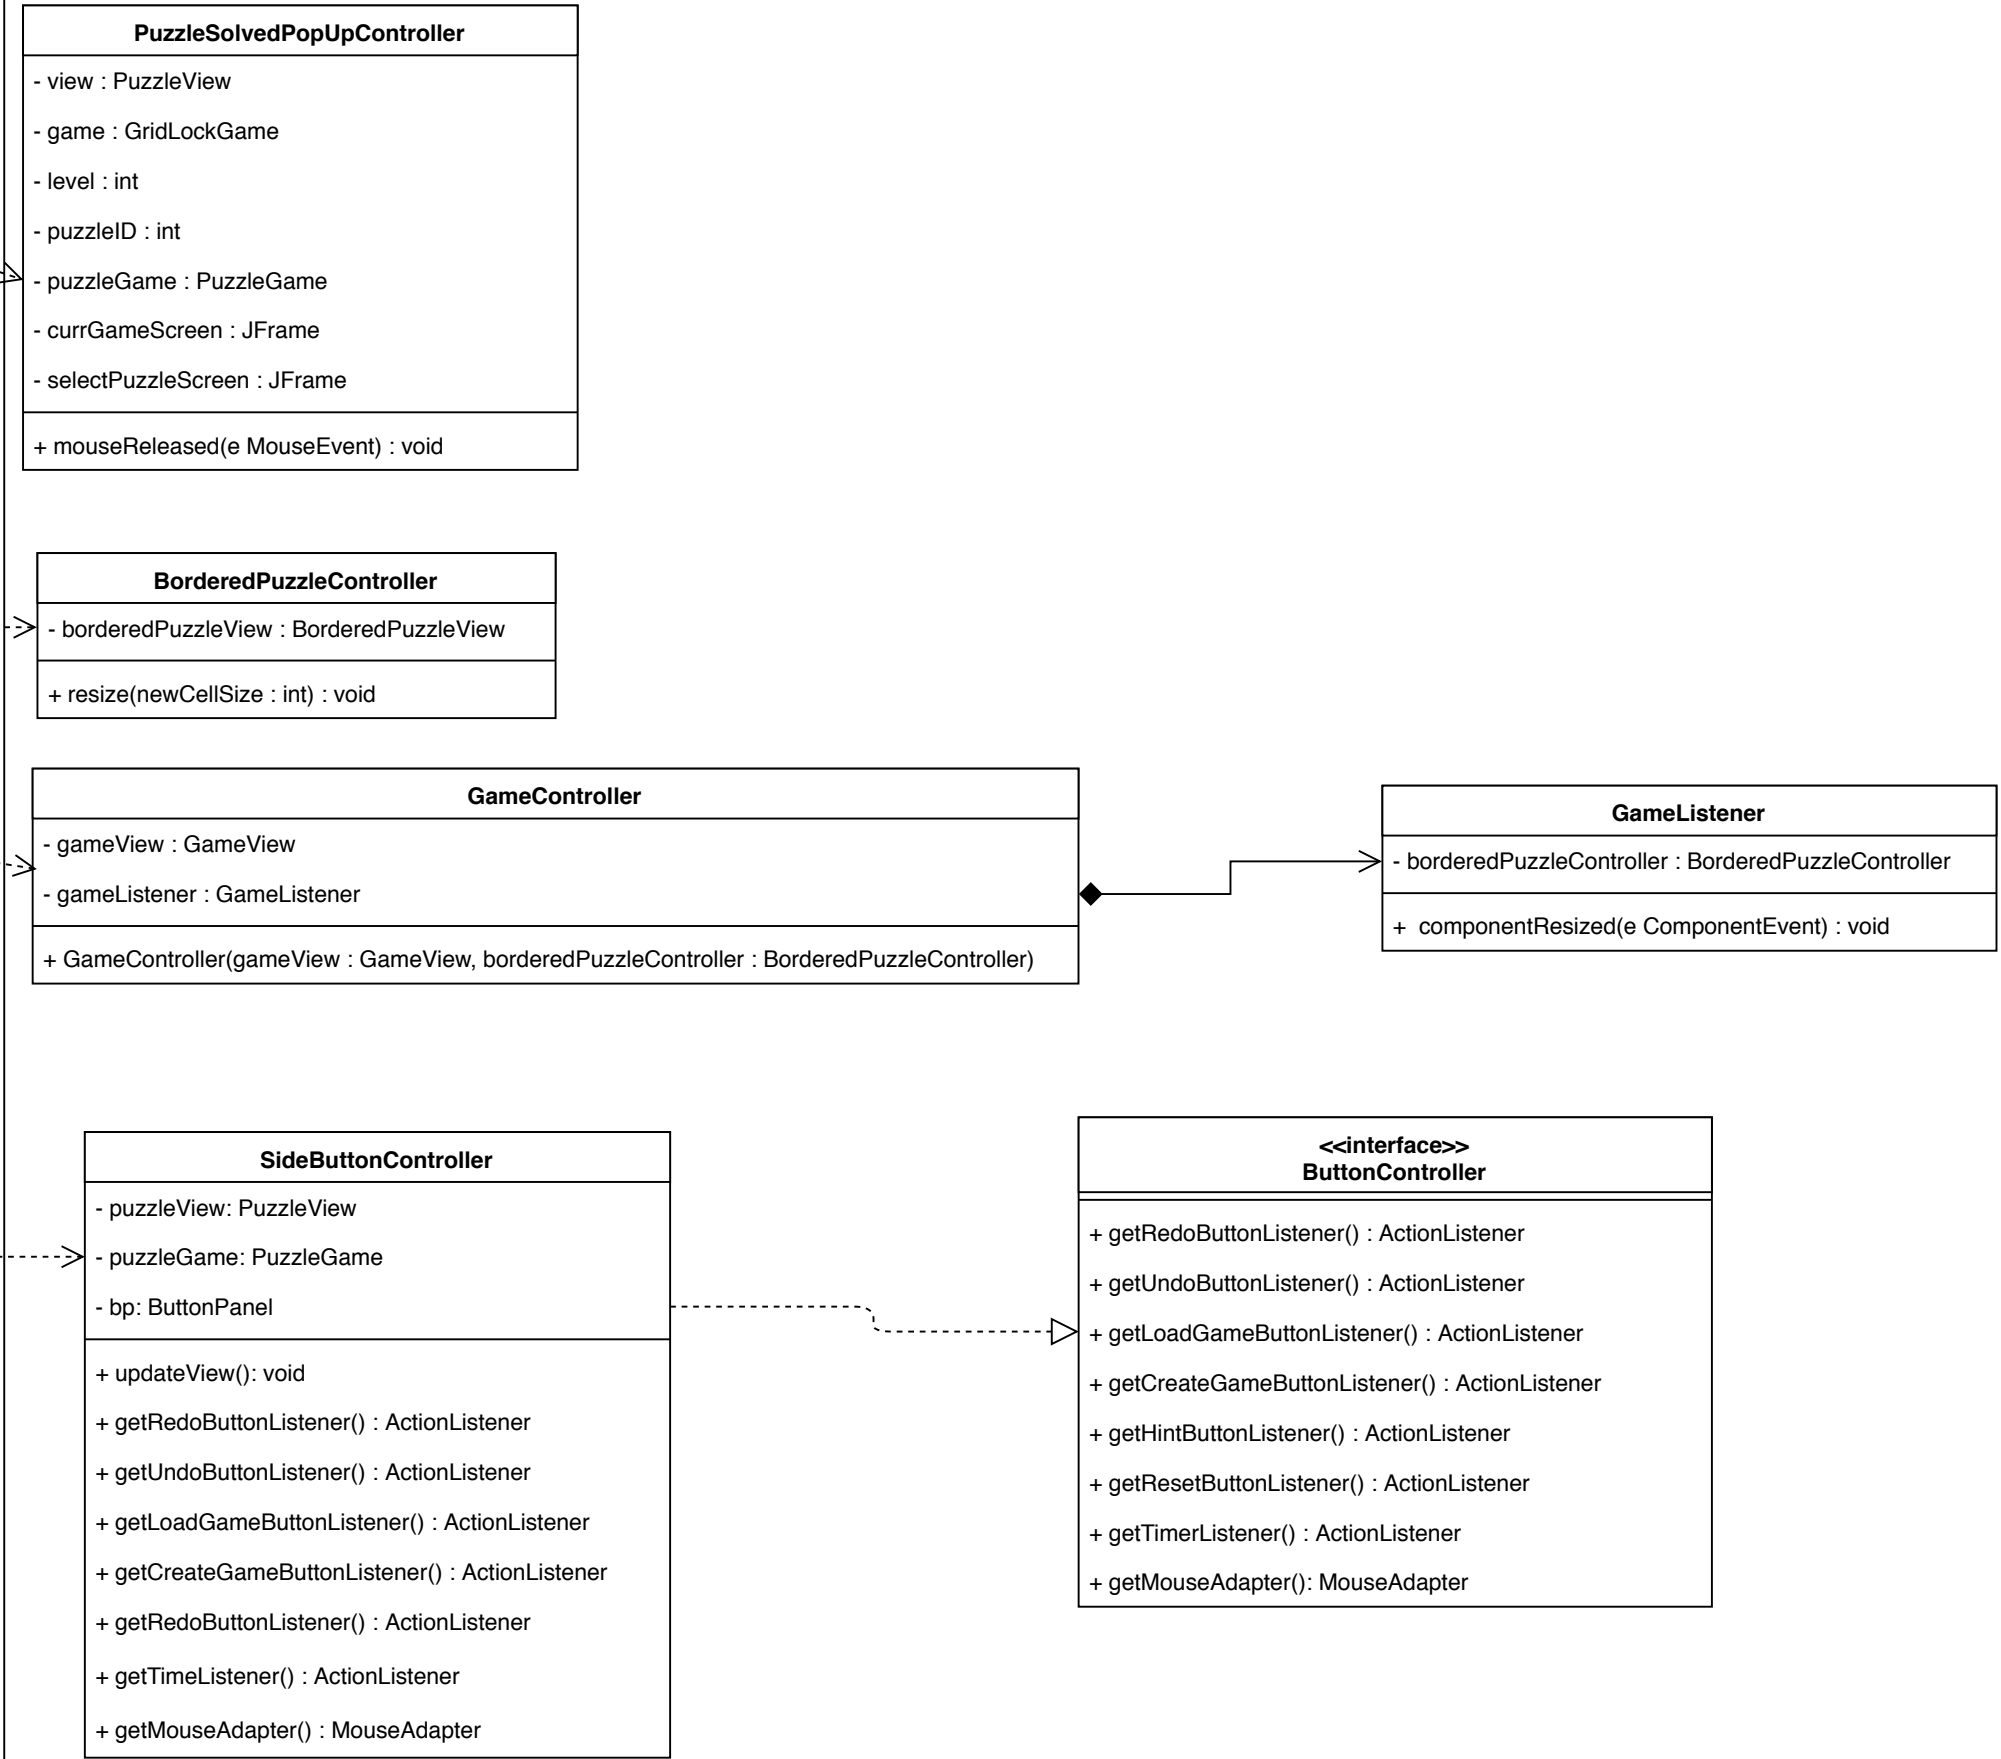 PuzzleSolvedPopUpController
- view : PuzzleView
- game : GridLockGame
- level : int
- puzzleID : int
- puzzleGame : PuzzleGame
- currGameScreen : JFrame
- selectPuzzleScreen : JFrame
+ mouseReleased(e MouseEvent) : void
BorderedPuzzleController
- borderedPuzzleView : BorderedPuzzleView
+ resize(newCellSize : int) : void
GameController
- gameView : GameView
- gameListener : GameListener
+ GameController(gameView : GameView, borderedPuzzleController : BorderedPuzzleController)
GameListener
- borderedPuzzleController : BorderedPuzzleController
+  componentResized(e ComponentEvent) : void
SideButtonController
- puzzleView: PuzzleView
- puzzleGame: PuzzleGame
- bp: ButtonPanel
+ updateView(): void
+ getRedoButtonListener() : ActionListener
+ getUndoButtonListener() : ActionListener
+ getLoadGameButtonListener() : ActionListener
+ getCreateGameButtonListener() : ActionListener
+ getRedoButtonListener() : ActionListener
+ getTimeListener() : ActionListener
+ getMouseAdapter() : MouseAdapter
<<interface>>
ButtonController
+ getRedoButtonListener() : ActionListener
+ getUndoButtonListener() : ActionListener
+ getLoadGameButtonListener() : ActionListener
+ getCreateGameButtonListener() : ActionListener
+ getHintButtonListener() : ActionListener
+ getResetButtonListener() : ActionListener
+ getTimerListener() : ActionListener
+ getMouseAdapter(): MouseAdapter